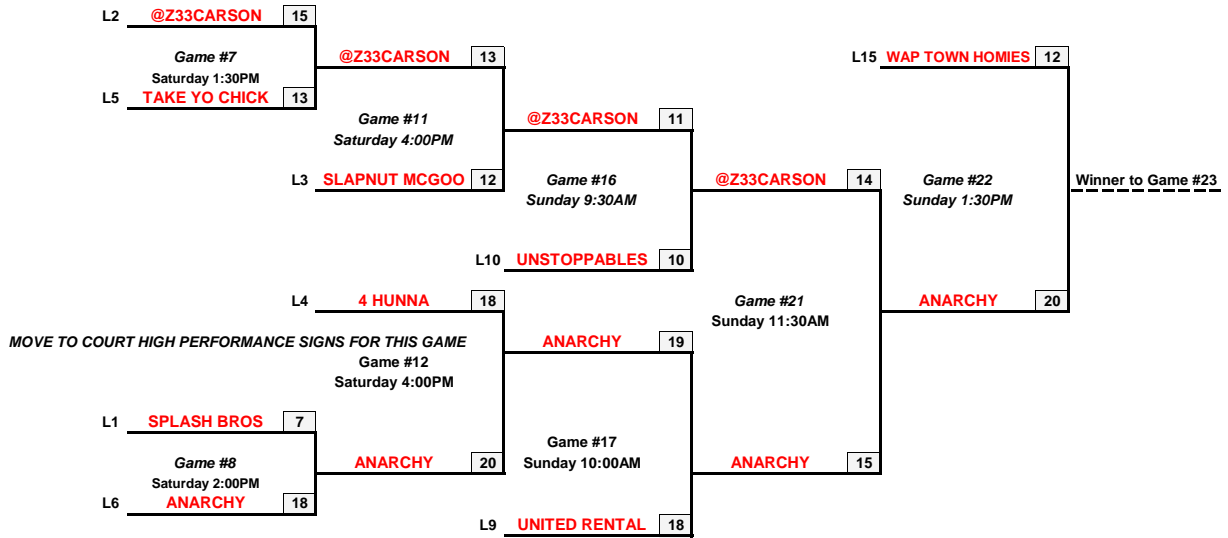 L2 @Z33CARSON 15
Game #7
Saturday 1:30PM
L5 TAKE YO CHICK 13
@Z33CARSON 13
Game #11
Saturday 4:00PM
L3 SLAPNUT MCGOO 12
@Z33CARSON 11
Game #16
Sunday 9:30AM
L10 UNSTOPPABLES 10
@Z33CARSON 14
L15 WAP TOWN HOMIES 12
Game #22
Sunday 1:30PM
Winner to Game #23
L4 4 HUNNA 18
MOVE TO COURT HIGH PERFORMANCE SIGNS FOR THIS GAME
Game #12
Saturday 4:00PM
ANARCHY 19
Game #21
Sunday 11:30AM
ANARCHY 20
L1 SPLASH BROS 7
Game #8
Saturday 2:00PM
L6 ANARCHY 18
ANARCHY 20
Game #17
Sunday 10:00AM
L9 UNITED RENTAL 18
ANARCHY 15